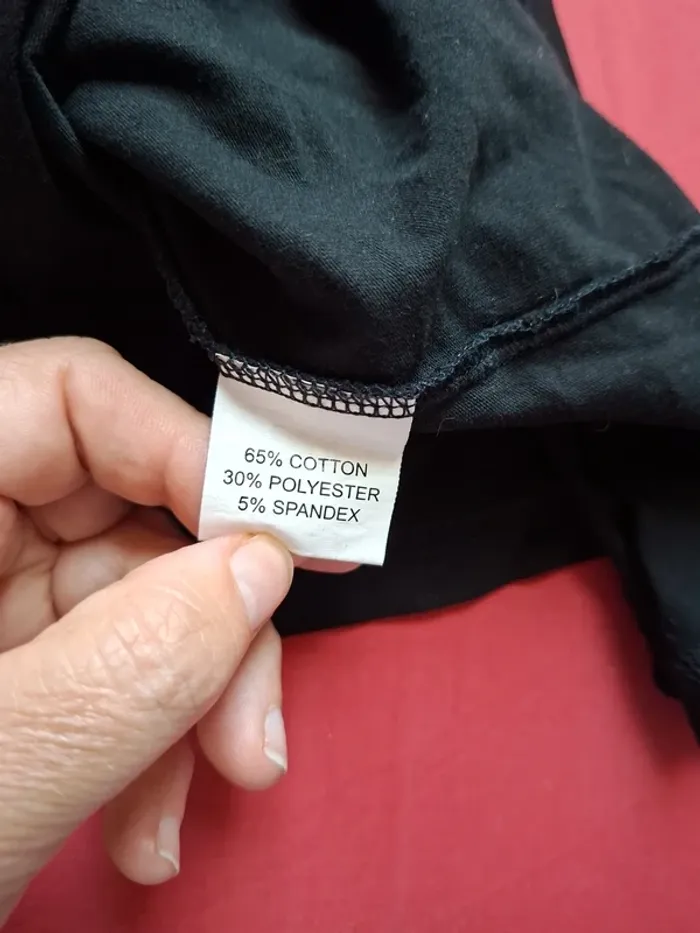 65% COTTON
30% POLYESTER
5% SPANDEX